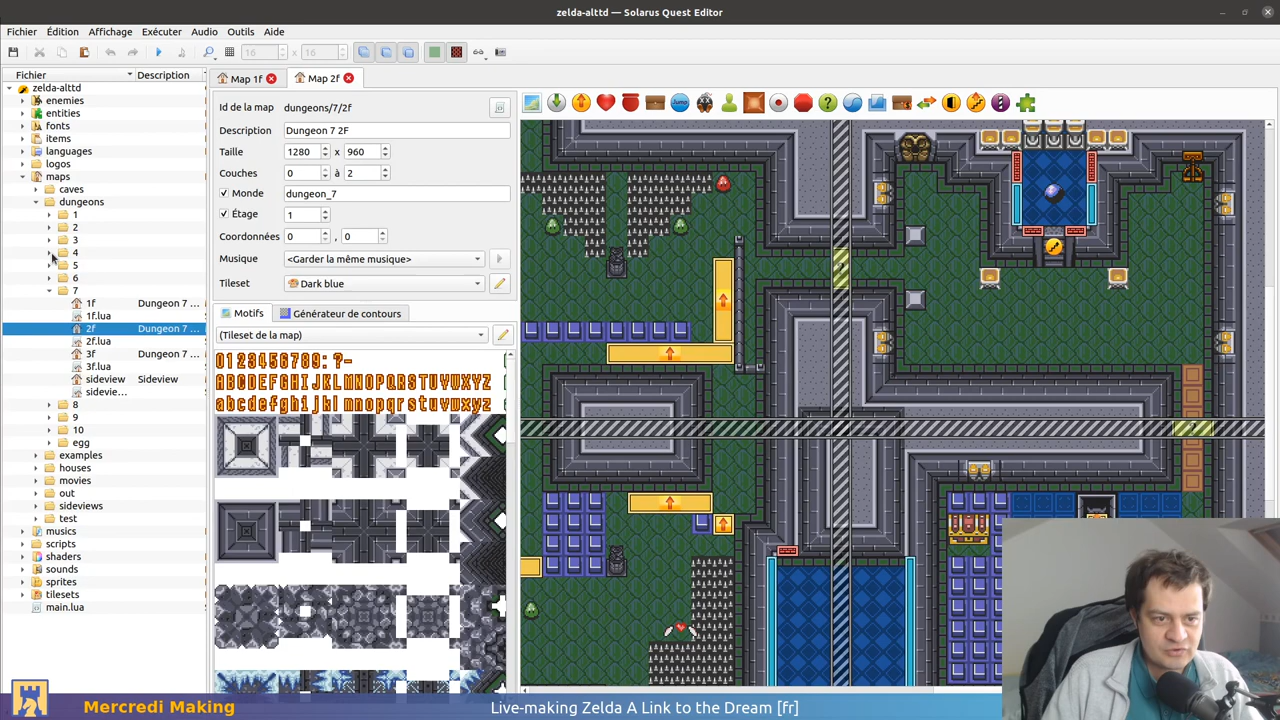 zelda-alttd — Solarus Quest Editor
Fichier Édition Affichage Exécuter Audio Outils Aide
16 x 16
Fichier Description
Map 1f Map 2f
zelda-alttd
enemies
entities
fonts
items
languages
logos
maps
caves
dungeons
1
2
3
4
5
6
7
1f Dungeon 7 ...
1f.lua
2f Dungeon 7 ...
2f.lua
3f Dungeon 7 ...
3f.lua
sideview Sideview
sidevie...
8
9
10
egg
examples
houses
movies
out
sideviews
test
musics
scripts
shaders
sounds
sprites
tilesets
main.lua
Id de la map dungeons/7/2f
Description Dungeon 7 2F
Taille 1280 x 960
Couches 0 à 2
Monde dungeon_7
Étage 1
Coordonnées 0 , 0
Musique <Garder la même musique>
Tileset Dark blue
Motifs Générateur de contours
(Tileset de la map)
0123456789:?-
ABCDEFGHIJKLMNOPQRSTUVWXYZ
abcdefghijklmnopqrstuvwxyz
Jump
Mercredi Making
Live-making Zelda A Link to the Dream [fr]